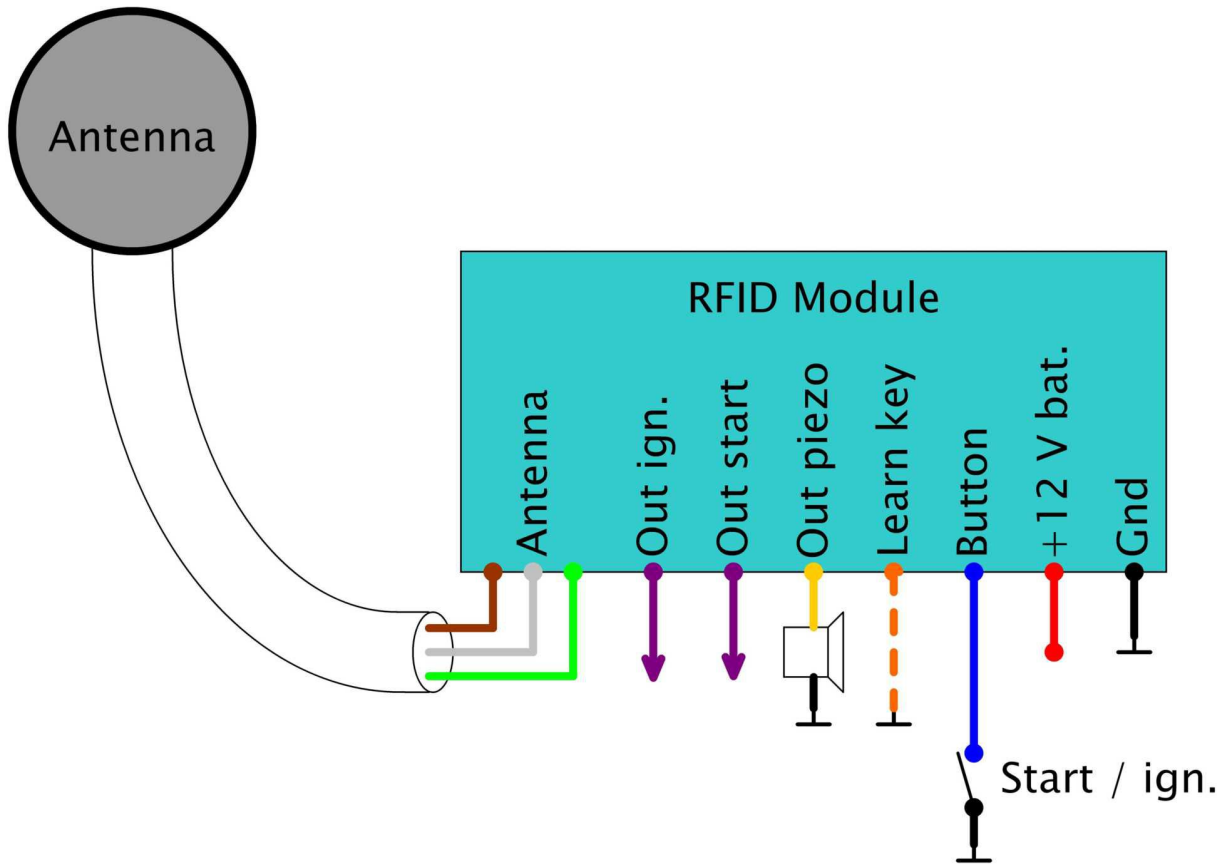 Antenna
RFID Module
Antenna
Out ign.
Out start
Out piezo
Learn key
Button
+12 V bat.
Gnd
Start / ign.